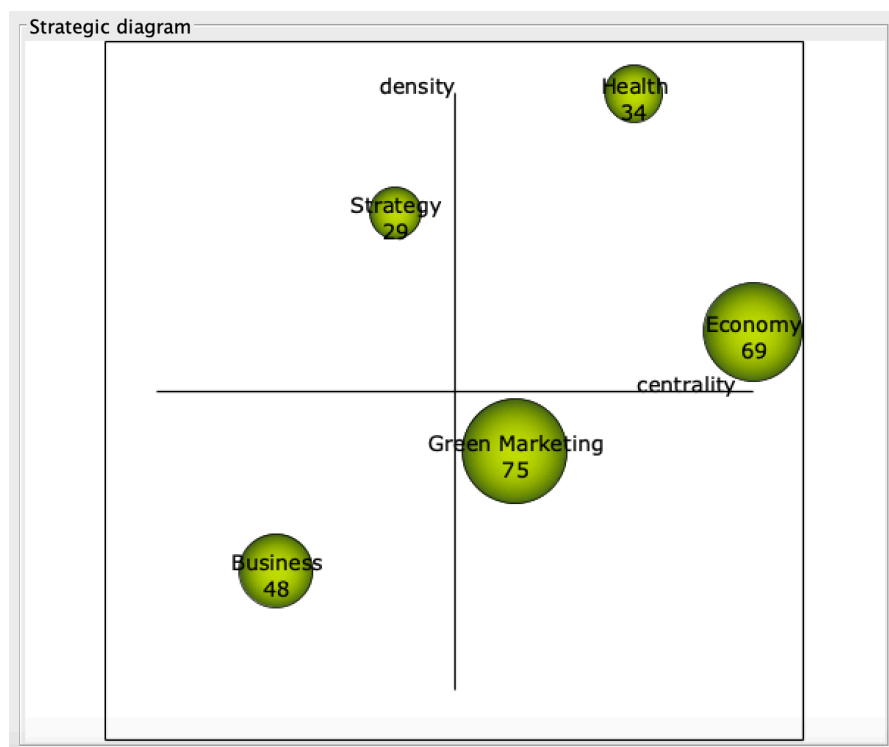 Strategic diagram
density
Health
34
Strategy
29
Economy
69
centrality
Green Marketing
75
Business
48